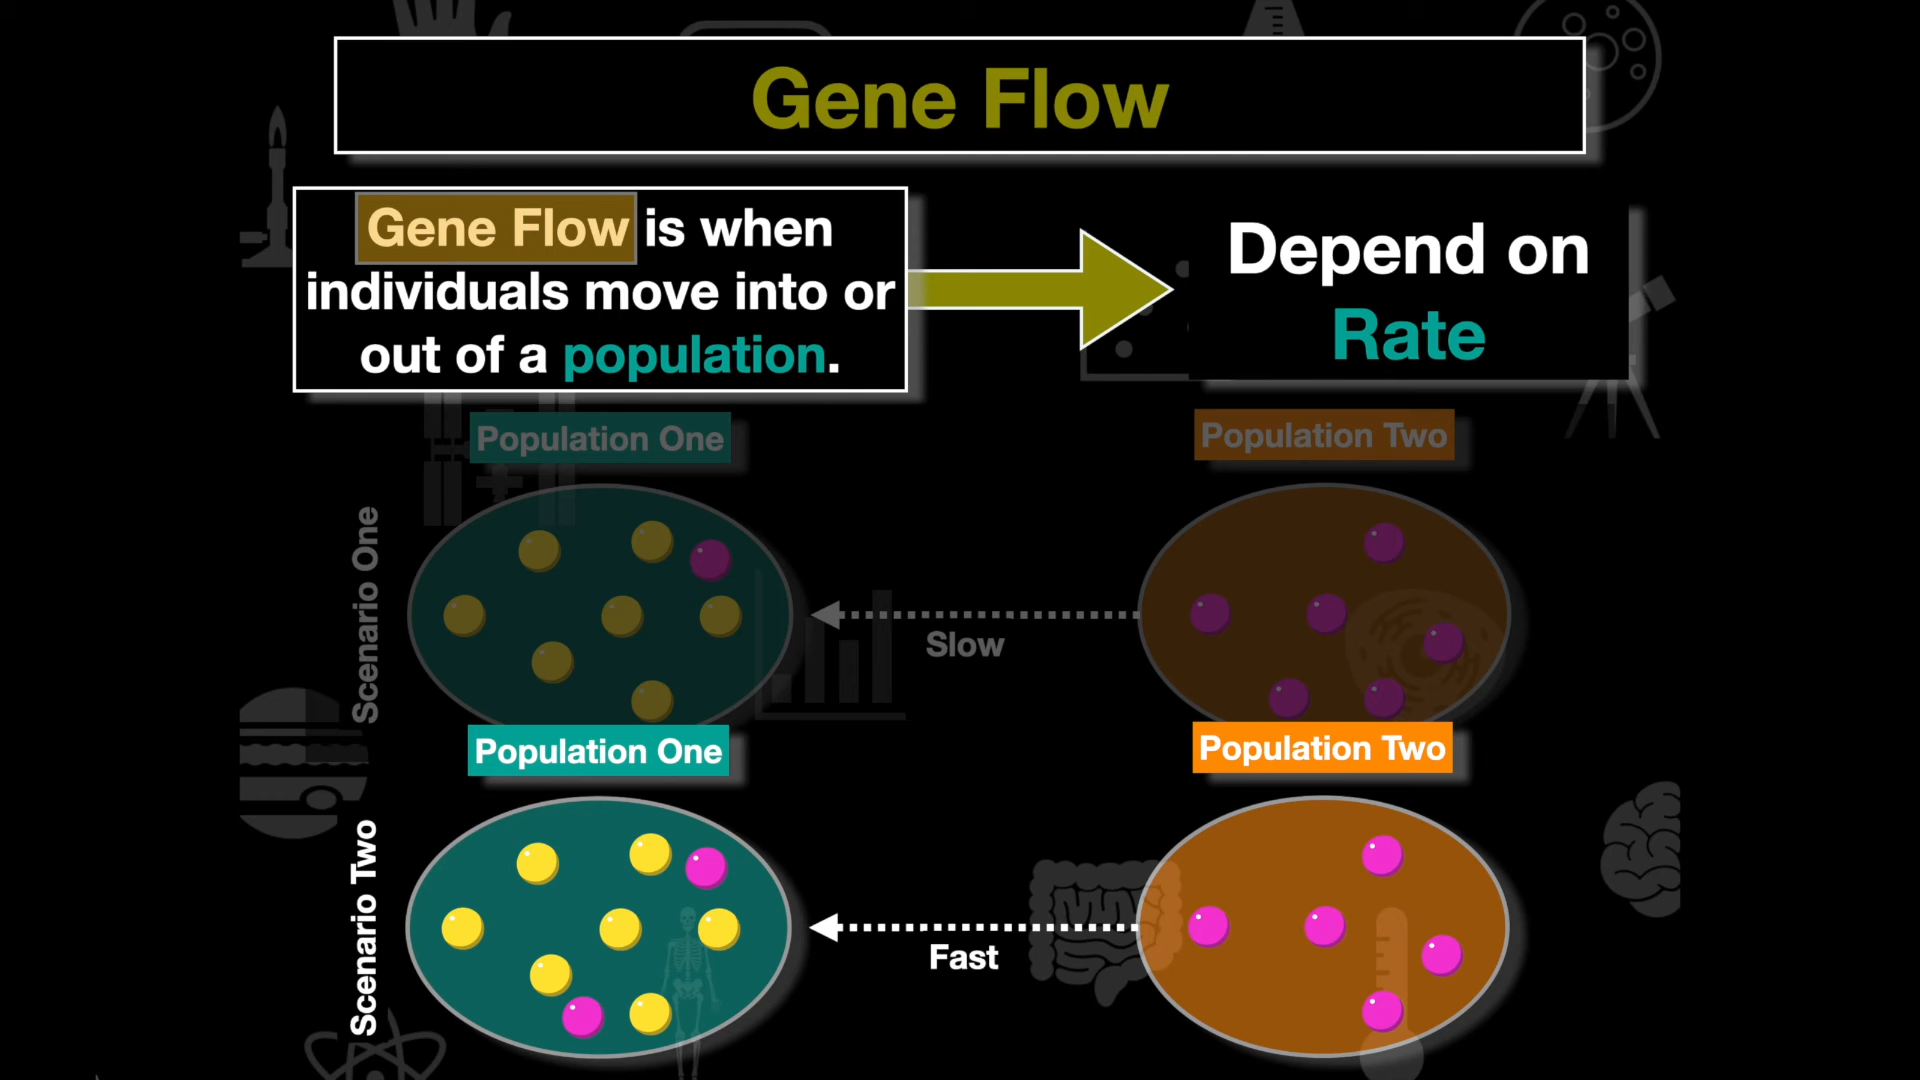 Gene Flow
Gene Flow is when
individuals move into or
out of a population.
Depend on
Rate
Population One
Population Two
Scenario One
Slow
Population One
Population Two
Scenario Two
Fast